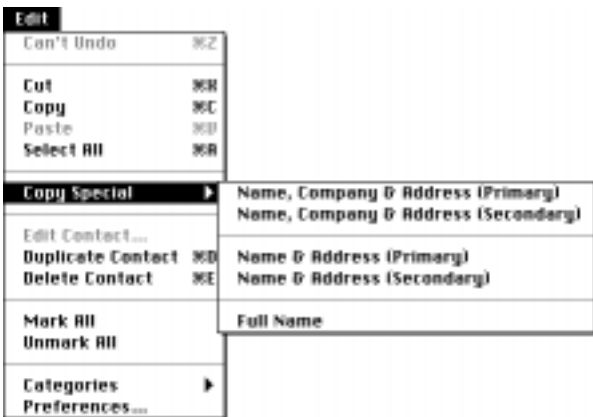 Edit
Can't Undo ⌘Z
Cut ⌘X
Copy ⌘C
Paste ⌘V
Select All ⌘A
Copy Special ▶
Name, Company & Address (Primary)
Name, Company & Address (Secondary)
Edit Contact...
Duplicate Contact ⌘D
Name & Address (Primary)
Delete Contact ⌘E
Name & Address (Secondary)
Mark All
Full Name
Unmark All
Categories ▶
Preferences...